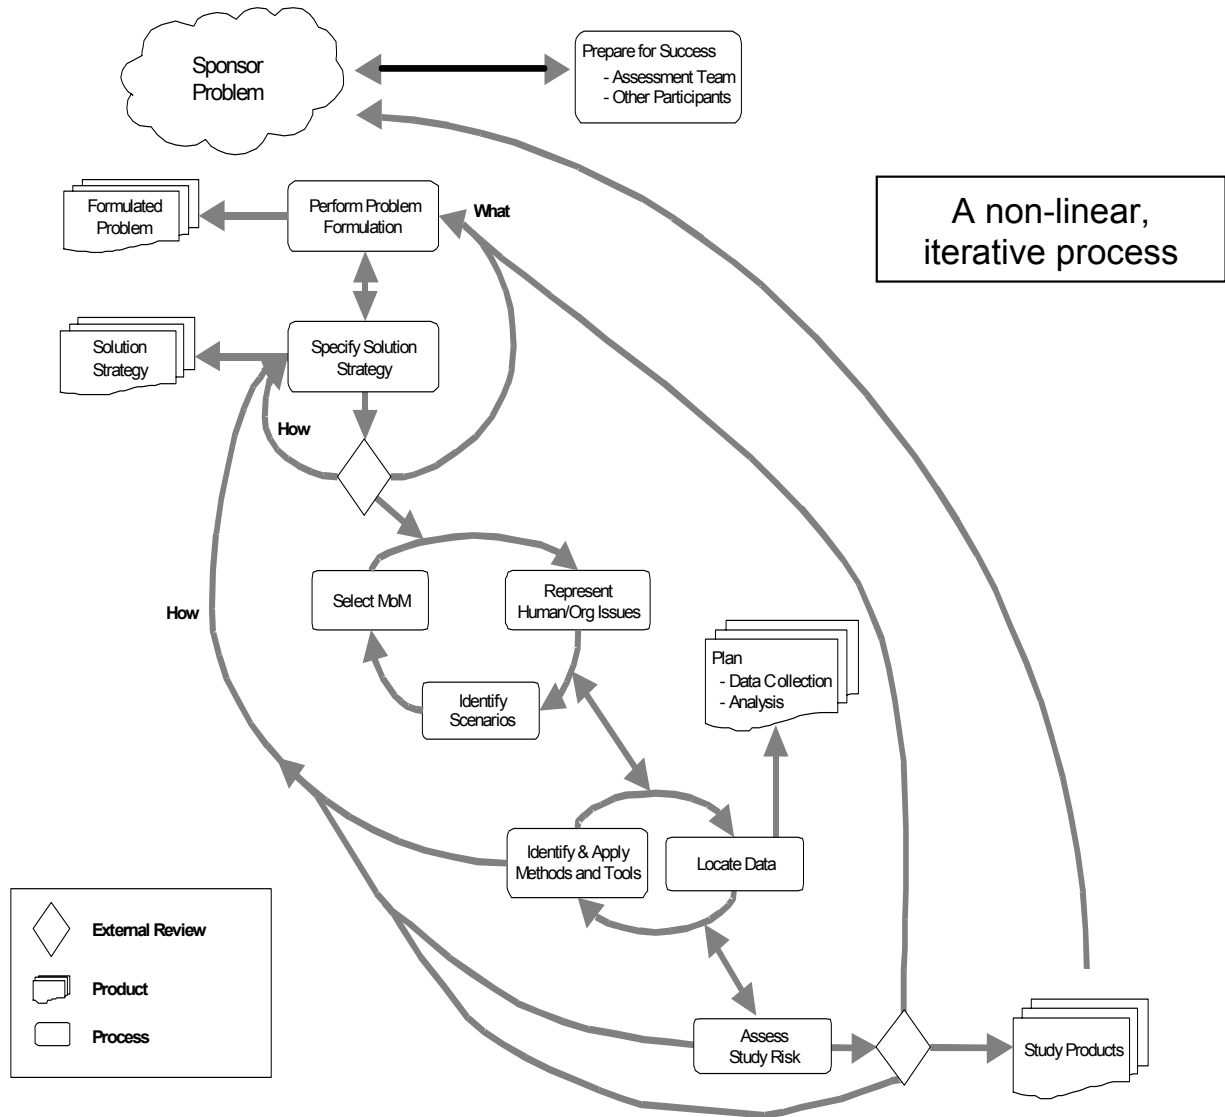 Sponsor
Problem
Prepare for Success
- Assessment Team
- Other Participants
A non-linear,
iterative process
Formulated
Problem
Perform Problem
Formulation
What
Solution
Strategy
Specify Solution
Strategy
How
Select MoM
Represent
Human/Org Issues
How
Identify
Scenarios
Plan
- Data Collection
- Analysis
Identify & Apply
Methods and Tools
Locate Data
External Review
Product
Process
Assess
Study Risk
Study Products